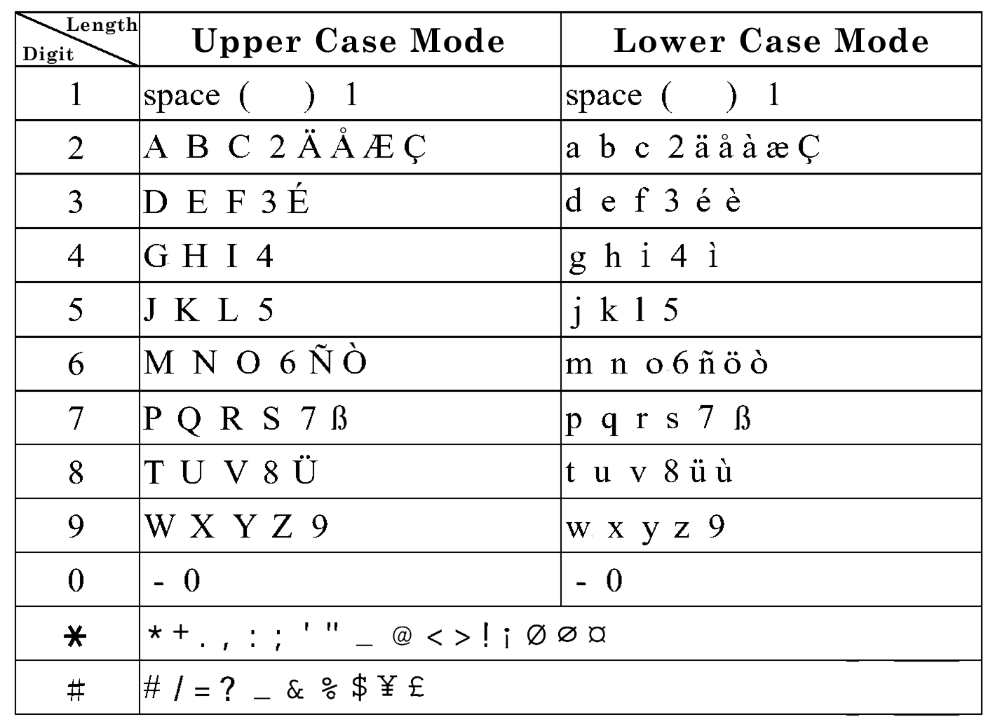 Length
Digit
Upper Case Mode
Lower Case Mode
1 space ( ) 1 space ( ) 1
2 A B C 2 Ä Å Æ Ç a b c 2 ä å à æ Ç
3 D E F 3 É d e f 3 é è
4 G H I 4 g h i 4 ì
5 J K L 5 j k l 5
6 M N O 6 Ñ Ò m n o 6 ñ ö ò
7 P Q R S 7 ß p q r s 7 ß
8 T U V 8 Ü t u v 8 ü ù
9 W X Y Z 9 w x y z 9
0 - 0 - 0
* * + . , : ; ' " _ @ < > ! ¡ Ø ø ¤
# # / = ? _ & % $ ¥ £